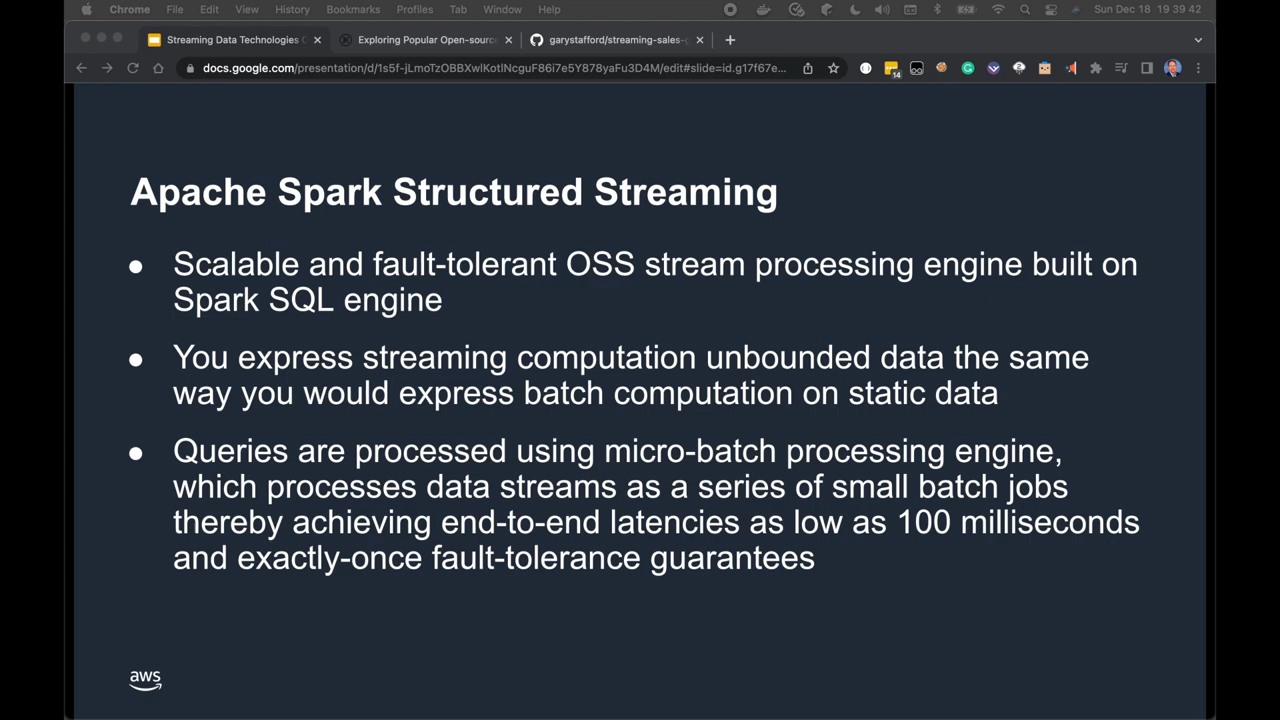 Chrome File Edit View History Bookmarks Profiles Tab Window Help Sun Dec 18 19 39 42
Streaming Data Technologies Exploring Popular Open-sourc garystafford/streaming-sales-
docs.google.com/presentation/d/1s5f-jLmoTzOBBXwlKotlNcguF86i7e5Y878yaFu3D4M/edit#slide=id.g17f67e...
14
Apache Spark Structured Streaming
● Scalable and fault-tolerant OSS stream processing engine built on
Spark SQL engine
● You express streaming computation unbounded data the same
way you would express batch computation on static data
● Queries are processed using micro-batch processing engine,
which processes data streams as a series of small batch jobs
thereby achieving end-to-end latencies as low as 100 milliseconds
and exactly-once fault-tolerance guarantees
aws